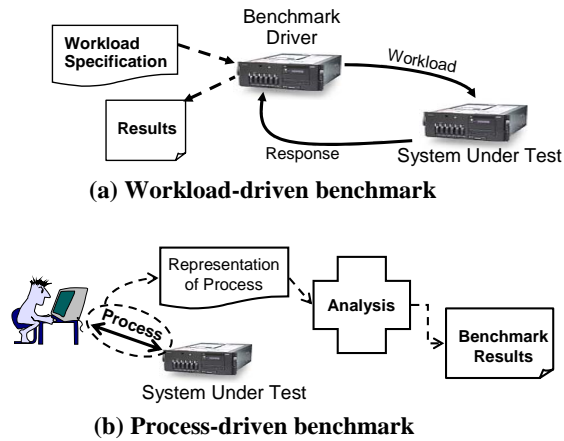 Benchmark
Driver
Workload
Specification
Workload
Results
Response
System Under Test
(a) Workload-driven benchmark
Representation
of Process
Analysis
Process
Benchmark
Results
System Under Test
(b) Process-driven benchmark